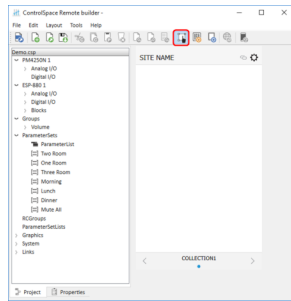 ControlSpace Remote builder -
File Edit Layout Tools Help
Demo.csp
PM4250N 1
Analog I/O
Digital I/O
ESP-880 1
Analog I/O
Digital I/O
Blocks
Groups
Volume
ParameterSets
ParameterList
Two Room
One Room
Three Room
Morning
Lunch
Dinner
Mute All
RCGroups
ParameterSetLists
Graphics
System
Links
SITE NAME
COLLECTION1
Project Properties